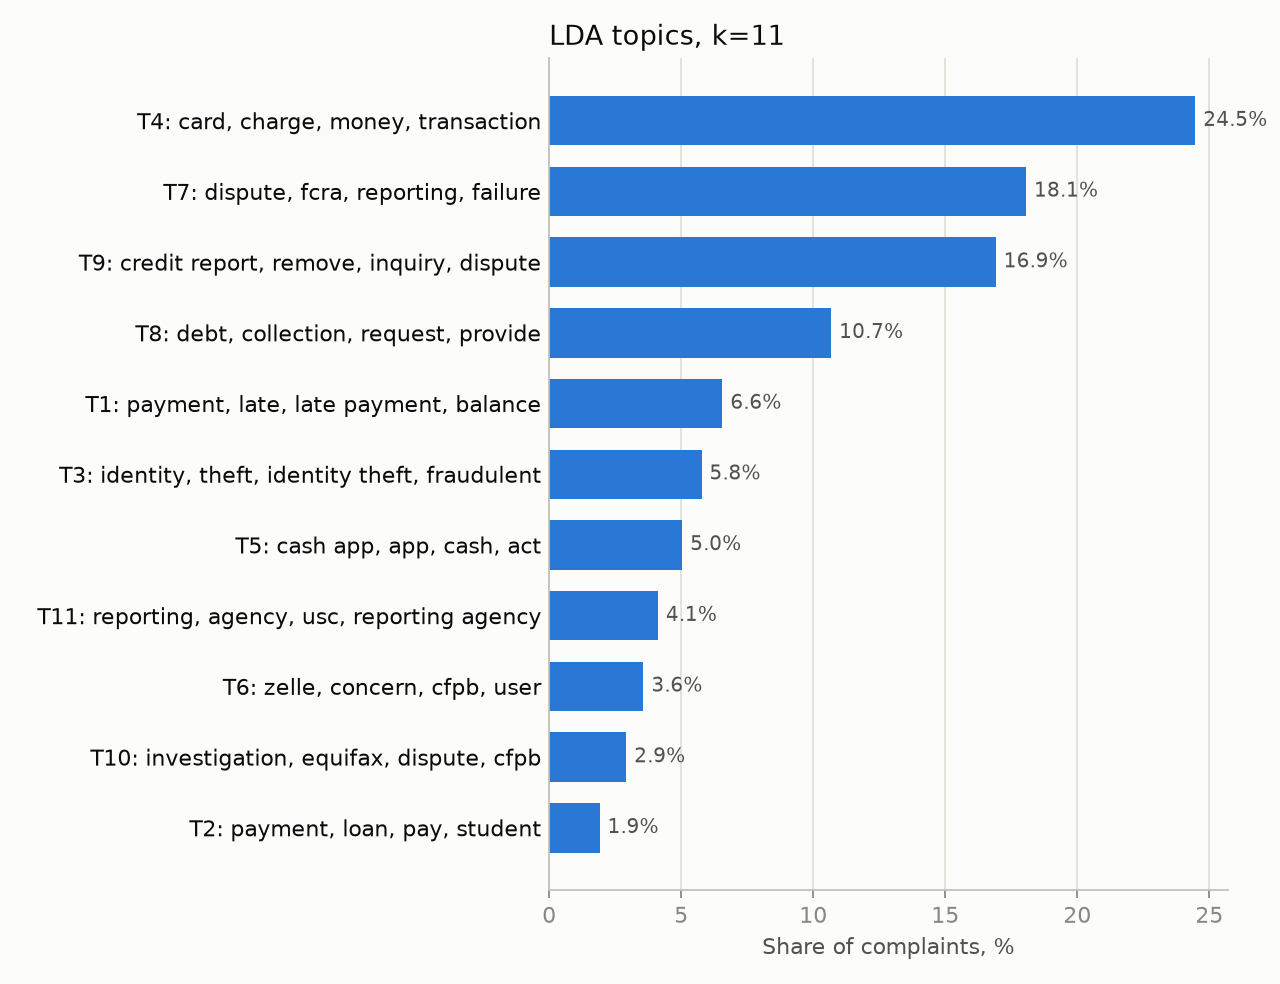 LDA topics, k=11
T4: card, charge, money, transaction 24.5%
T7: dispute, fcra, reporting, failure 18.1%
T9: credit report, remove, inquiry, dispute 16.9%
T8: debt, collection, request, provide 10.7%
T1: payment, late, late payment, balance 6.6%
T3: identity, theft, identity theft, fraudulent 5.8%
T5: cash app, app, cash, act 5.0%
T11: reporting, agency, usc, reporting agency 4.1%
T6: zelle, concern, cfpb, user 3.6%
T10: investigation, equifax, dispute, cfpb 2.9%
T2: payment, loan, pay, student 1.9%
0 5 10 15 20 25
Share of complaints, %